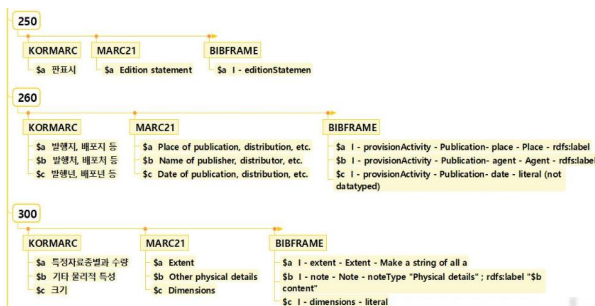 250
KORMARC MARC21 BIBFRAME
$a 판표시 $a Edition statement $a I - editionStatemen
260
KORMARC MARC21 BIBFRAME
$a 발행지, 배포지 등 $a Place of publication, distribution, etc. $a I - provisionActivity - Publication- place - Place - rdfs:label
$b 발행처, 배포처 등 $b Name of publisher, distributor, etc. $b I - provisionActivity - Publication- agent - Agent - rdfs:label
$c 발행년, 배포년 등 $c Date of publication, distribution, etc. $c I - provisionActivity - Publication- date - literal (not
datatyped)
300
KORMARC MARC21 BIBFRAME
$a 특정자료종별과 수량 $a Extent $a I - extent - Extent - Make a string of all a
$b 기타 물리적 특성 $b Other physical details $b I - note - Note - noteType "Physical details" ; rdfs:label "$b
content"
$c 크기 $c Dimensions $c I - dimensions - literal